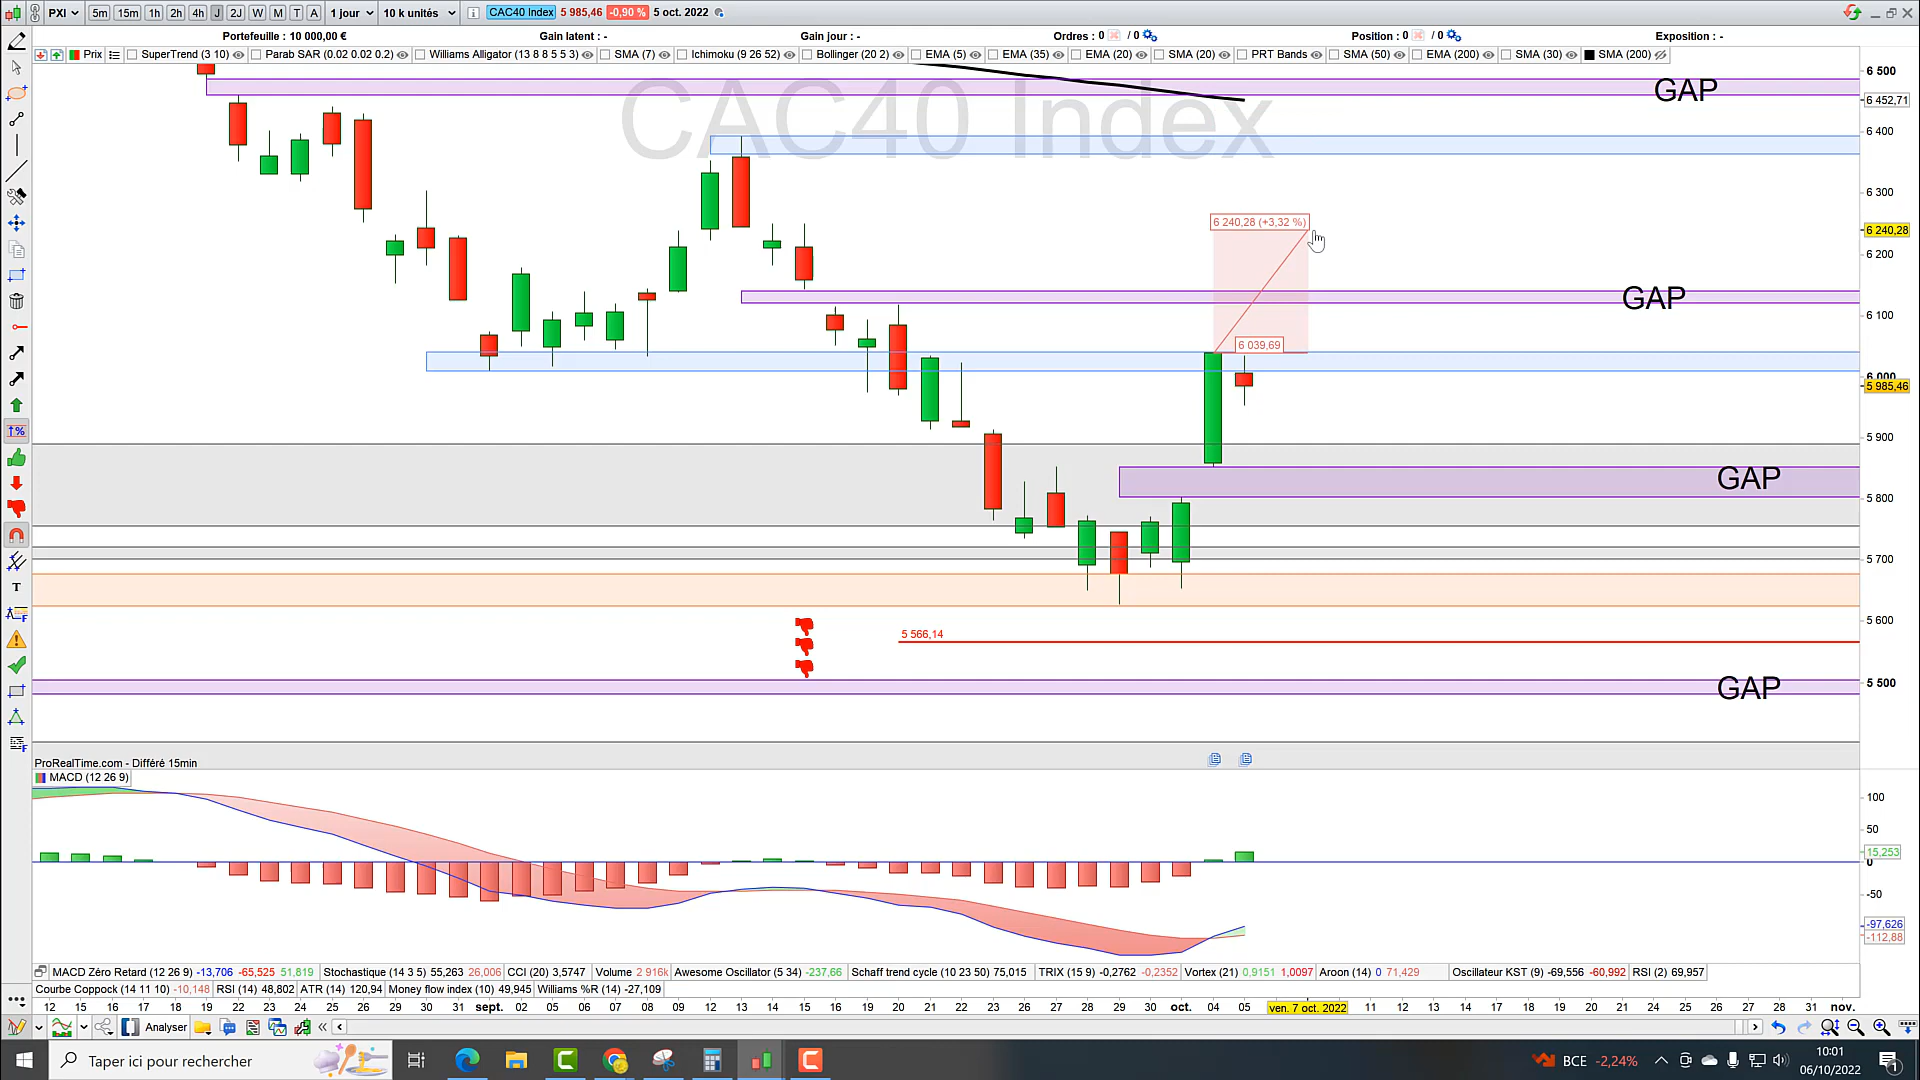 PXI 5m 15m 1h 2h 4h J 2J W M T A 1 jour 10 k unités CAC40 Index 5 985,46 -0,90 % 5 oct. 2022
Portefeuille : 10 000,00 € Gain latent : - Gain jour : - Ordres : 0 / 0 Position : 0 / 0 Exposition : -
Prix SuperTrend (3 10) Parab SAR (0.02 0.02 0.2) Williams Alligator (13 8 8 5 5 3) SMA (7) Ichimoku (9 26 52) Bollinger (20 2) EMA (5) EMA (35) EMA (20) SMA (20) PRT Bands SMA (50) EMA (200) SMA (30) SMA (200)
6 500
GAP
6 452,71
CAC40 Index
6 400
6 300
6 240,28 (+3,32 %)
6 240,28
6 200
GAP
6 100
6 039,69
6 000
5 985,46
5 900
GAP
5 800
5 700
5 600
5 566,14
5 500
GAP
ProRealTime.com - Différé 15min
MACD (12 26 9)
100
50
15,253
0
-50
-97,626
-112,88
MACD Zéro Retard (12 26 9) -13,706 -65,525 51,819 Stochastique (14 3 5) 55,263 26,006 CCI (20) 3,5747 Volume 2 916k Awesome Oscillator (5 34) -237,66 Schaff trend cycle (10 23 50) 75,015 TRIX (15 9) -0,2762 -0,2352 Vortex (21) 0,9151 1,0097 Aroon (14) 0 71,429 Oscillateur KST (9) -69,556 -60,992 RSI (2) 69,957
Courbe Coppock (14 11 10) -10,148 RSI (14) 48,802 ATR (14) 120,94 Money flow index (10) 49,945 Williams %R (14) -27,109
12 15 16 17 18 19 22 23 24 25 26 29 30 31 sept. 02 05 06 07 08 09 12 13 14 15 16 19 20 21 22 23 26 27 28 29 30 oct. 04 05 ven. 7 oct. 2022 11 12 13 14 17 18 19 20 21 24 25 26 27 28 31 nov.
Analyser
Taper ici pour rechercher
BCE -2,24%
10:01
06/10/2022
1